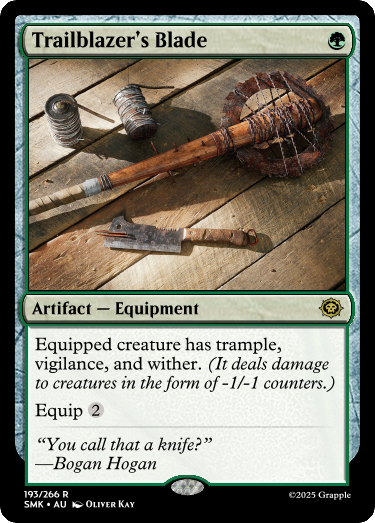 Trailblazer's Blade
Artifact — Equipment
Equipped creature has trample,
vigilance, and wither. (It deals damage
to creatures in the form of -1/-1 counters.)
Equip 2
“You call that a knife?”
—Bogan Hogan
193/266 R
SMK • AU Oliver Kay
©2025 Grapple